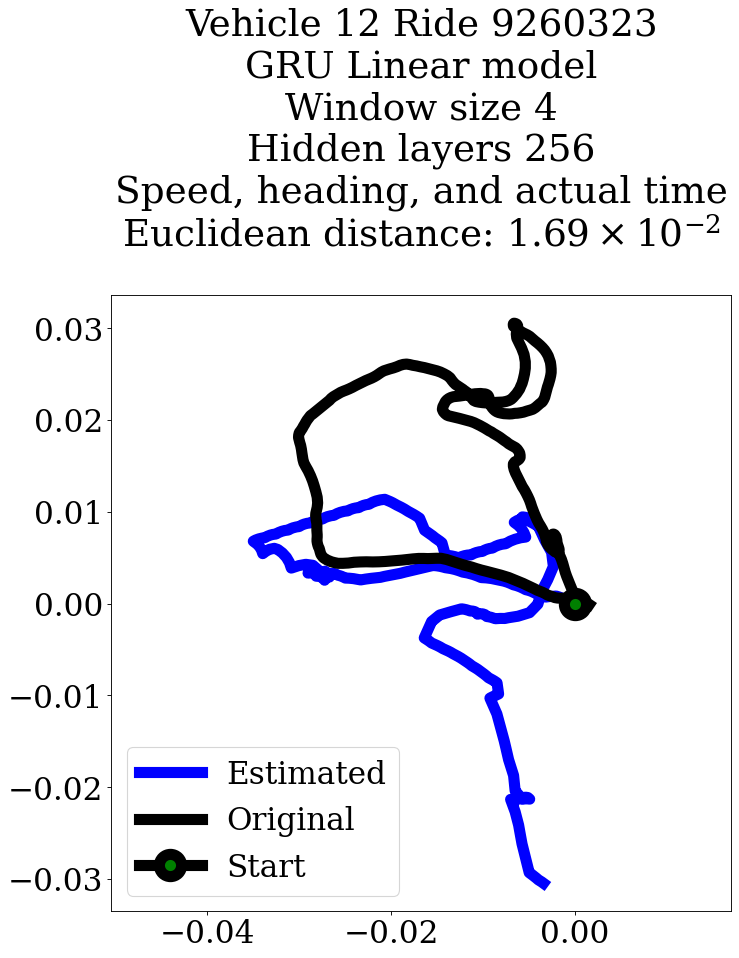 Vehicle 12 Ride 9260323
GRU Linear model
Window size 4
Hidden layers 256
Speed, heading, and actual time
Euclidean distance: 1.69 × 10⁻²
0.03
0.02
0.01
0.00
−0.01
−0.02
−0.03
Estimated
Original
Start
−0.04 −0.02 0.00